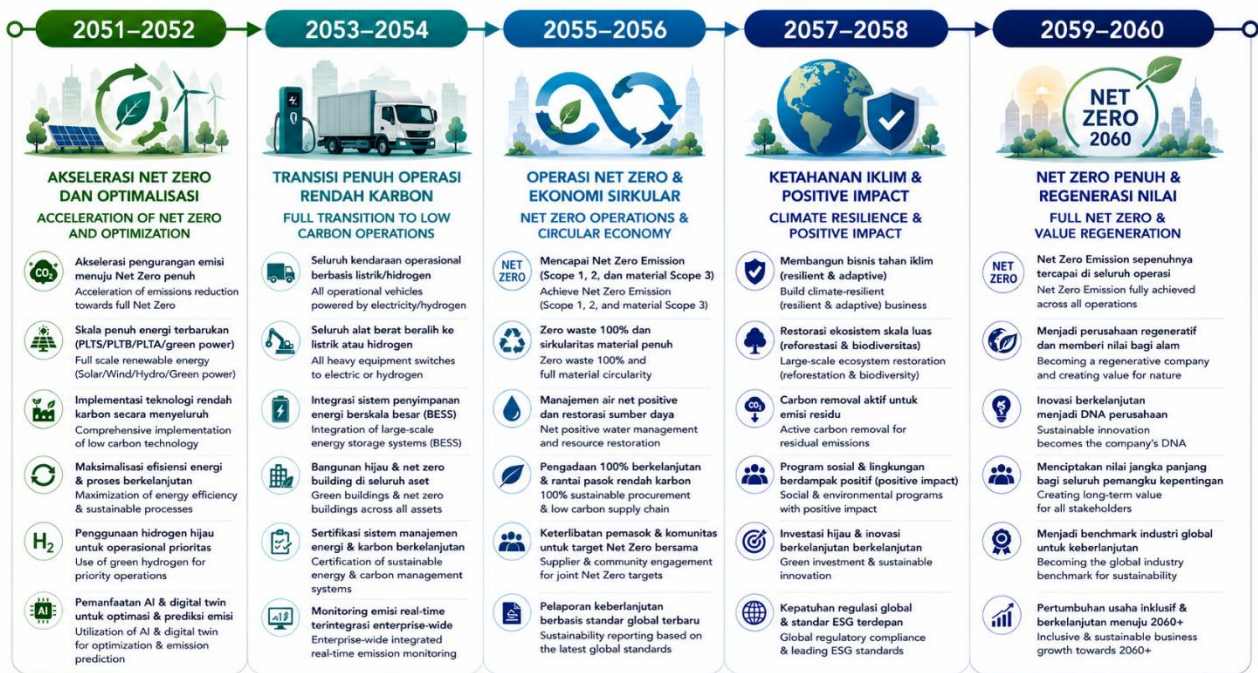 2051–2052
AKSELERASI NET ZERO
DAN OPTIMALISASI
ACCELERATION OF NET ZERO
AND OPTIMIZATION
CO₂
Akselerasi pengurangan emisi
menuju Net Zero penuh
Acceleration of emissions reduction
towards full Net Zero
Skala penuh energi terbarukan
(PLTS/PLTB/PLTA/green power)
Full scale renewable energy
(Solar/Wind/Hydro/Green power)
Implementasi teknologi rendah
karbon secara menyeluruh
Comprehensive implementation
of low carbon technology
Maksimalisasi efisiensi energi
& proses berkelanjutan
Maximization of energy efficiency
& sustainable processes
H₂
Penggunaan hidrogen hijau
untuk operasional prioritas
Use of green hydrogen for
priority operations
AI
Pemanfaatan AI & digital twin
untuk optimasi & prediksi emisi
Utilization of AI & digital twin
for optimization & emission
prediction
2053–2054
TRANSISI PENUH OPERASI
RENDAH KARBON
FULL TRANSITION TO LOW
CARBON OPERATIONS
Seluruh kendaraan operasional
berbasis listrik/hidrogen
All operational vehicles
powered by electricity/hydrogen
Seluruh alat berat beralih ke
listrik atau hidrogen
All heavy equipment switches
to electric or hydrogen
Integrasi sistem penyimpanan
energi berskala besar (BESS)
Integration of large-scale
energy storage systems (BESS)
Bangunan hijau & net zero
building di seluruh aset
Green buildings & net zero
buildings across all assets
Sertifikasi sistem manajemen
energi & karbon berkelanjutan
Certification of sustainable
energy & carbon management
systems
Monitoring emisi real-time
terintegrasi enterprise-wide
Enterprise-wide integrated
real-time emission monitoring
2055–2056
OPERASI NET ZERO &
EKONOMI SIRKULAR
NET ZERO OPERATIONS &
CIRCULAR ECONOMY
NET
ZERO
Mencapai Net Zero Emission
(Scope 1, 2, dan material Scope 3)
Achieve Net Zero Emission
(Scope 1, 2, and material Scope 3)
Zero waste 100% dan
sirkularitas material penuh
Zero waste 100% and
full material circularity
Manajemen air net positive
dan restorasi sumber daya
Net positive water management
and resource restoration
Pengadaan 100% berkelanjutan
& rantai pasok rendah karbon
100% sustainable procurement
& low carbon supply chain
Keterlibatan pemasok & komunitas
untuk target Net Zero bersama
Supplier & community engagement
for joint Net Zero targets
Pelaporan keberlanjutan
berbasis standar global terbaru
Sustainability reporting based on
the latest global standards
2057–2058
KETAHANAN IKLIM &
POSITIVE IMPACT
CLIMATE RESILIENCE &
POSITIVE IMPACT
Membangun bisnis tahan iklim
(resilient & adaptive)
Build climate-resilient
(resilient & adaptive) business
Restorasi ekosistem skala luas
(reforestasi & biodiversitas)
Large-scale ecosystem restoration
(reforestation & biodiversity)
CO₂
Carbon removal aktif untuk
emisi residu
Active carbon removal for
residual emissions
Program sosial & lingkungan
berdampak positif (positive impact)
Social & environmental programs
with positive impact
Investasi hijau & inovasi
berkelanjutan berkelanjutan
Green investment & sustainable
innovation
Kepatuhan regulasi global
& standar ESG terdepan
Global regulatory compliance
& leading ESG standards
2059–2060
NET
ZERO
2060
NET ZERO PENUH &
REGENERASI NILAI
FULL NET ZERO &
VALUE REGENERATION
NET
ZERO
Net Zero Emission sepenuhnya
tercapai di seluruh operasi
Net Zero Emission fully achieved
across all operations
Menjadi perusahaan regeneratif
dan memberi nilai bagi alam
Becoming a regenerative company
and creating value for nature
Inovasi berkelanjutan
menjadi DNA perusahaan
Sustainable innovation
becomes the company's DNA
Menciptakan nilai jangka panjang
bagi seluruh pemangku kepentingan
Creating long-term value
for all stakeholders
Menjadi benchmark industri global
untuk keberlanjutan
Becoming the global industry
benchmark for sustainability
Pertumbuhan usaha inklusif &
berkelanjutan menuju 2060+
Inclusive & sustainable business
growth towards 2060+